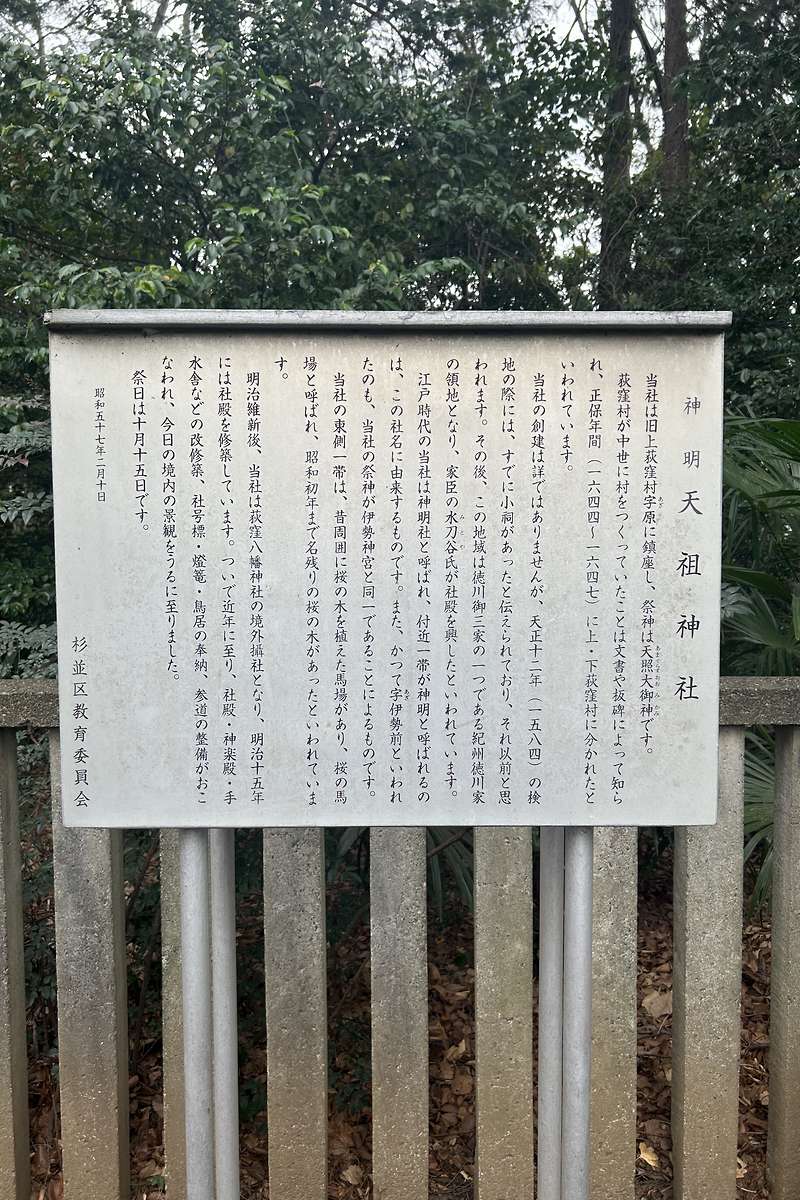 神明天祖神社
当社は旧上荻窪村字原に鎮座し、祭神は天照大御神です。
荻窪村が中世に村をつくっていたことは文書や板碑によって知ら
れ、正保年間(一六四四～一六四七)に上・下荻窪村に分かれたと
いわれています。
当社の創建は詳ではありませんが、天正十二年(一五八四)の検
地の際には、すでに小祠があったと伝えられており、それ以前と思
われます。その後、この地域は徳川御三家の一つである紀州徳川家
の領地となり、家臣の水刀谷氏が社殿を興したといわれています。
江戸時代の当社は神明社と呼ばれ、付近一帯が神明と呼ばれるの
は、この社名に由来するものです。また、かつて字伊勢前といわれ
たのも、当社の祭神が伊勢神宮と同一であることによるものです。
当社の東側一帯は、昔周囲に桜の木を植えた馬場があり、桜の馬
場と呼ばれ、昭和初年まで名残りの桜の木があったといわれていま
す。
明治維新後、当社は荻窪八幡神社の境外攝社となり、明治十五年
には社殿を修築しています。ついで近年に至り、社殿・神楽殿・手
水舎などの改修築、社号標・燈篭・鳥居の奉納、参道の整備がおこ
なわれ、今日の境内の景観をうるに至りました。
祭日は十月十五日です。
昭和五十七年二月十日
杉並区教育委員会